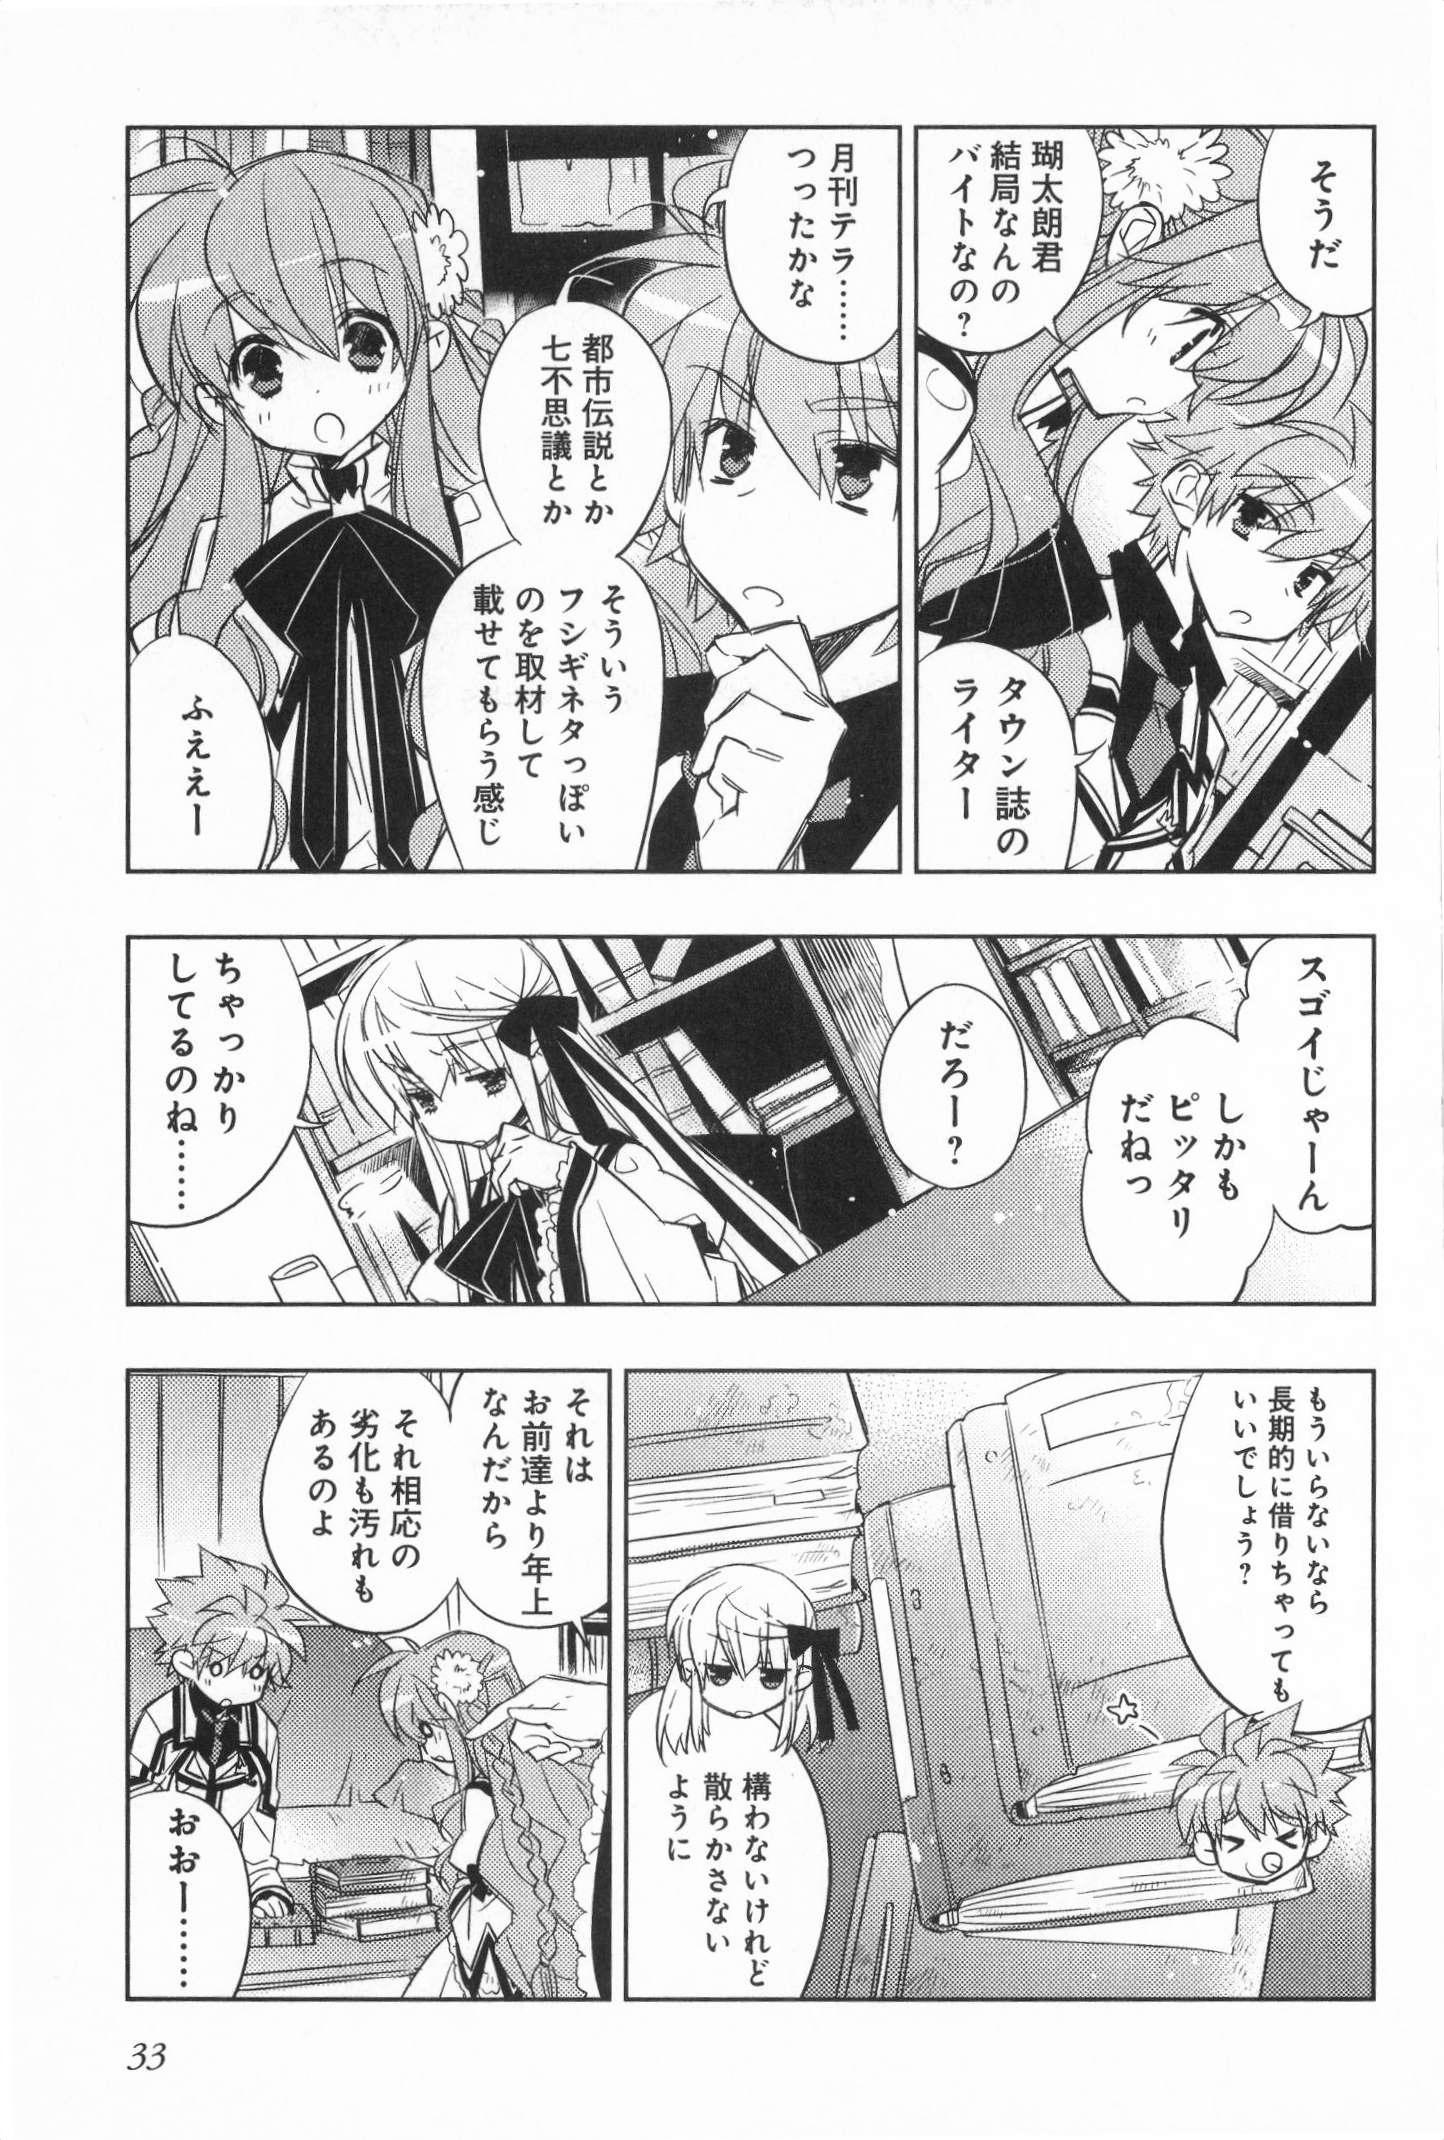 そうだ
瑚太朗君
結局なんの
バイトなの?
タウン誌の
ライター
月刊テラ……
つったかな
都市伝説とか
七不思議とか
そういう
フシギネタっぽい
のを取材して
載せてもらう感じ
ふええー
スゴイじゃーん
しかも
ピッタリ
だねっ
だろー?
ちゃっかり
してるのね……
もういらないなら
長期的に借りちゃっても
いいでしょう?
構わないけれど
散らかさない
ように
それは
お前達より年上
なんだから
それ相応の
劣化も汚れも
あるのよ
おおー……
33